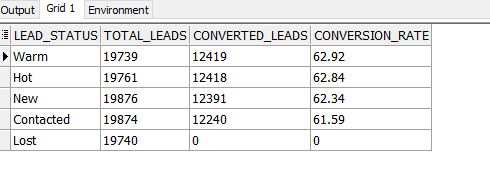 Output Grid 1 Environment
LEAD_STATUS TOTAL_LEADS CONVERTED_LEADS CONVERSION_RATE
Warm 19739 12419 62.92
Hot 19761 12418 62.84
New 19876 12391 62.34
Contacted 19874 12240 61.59
Lost 19740 0 0